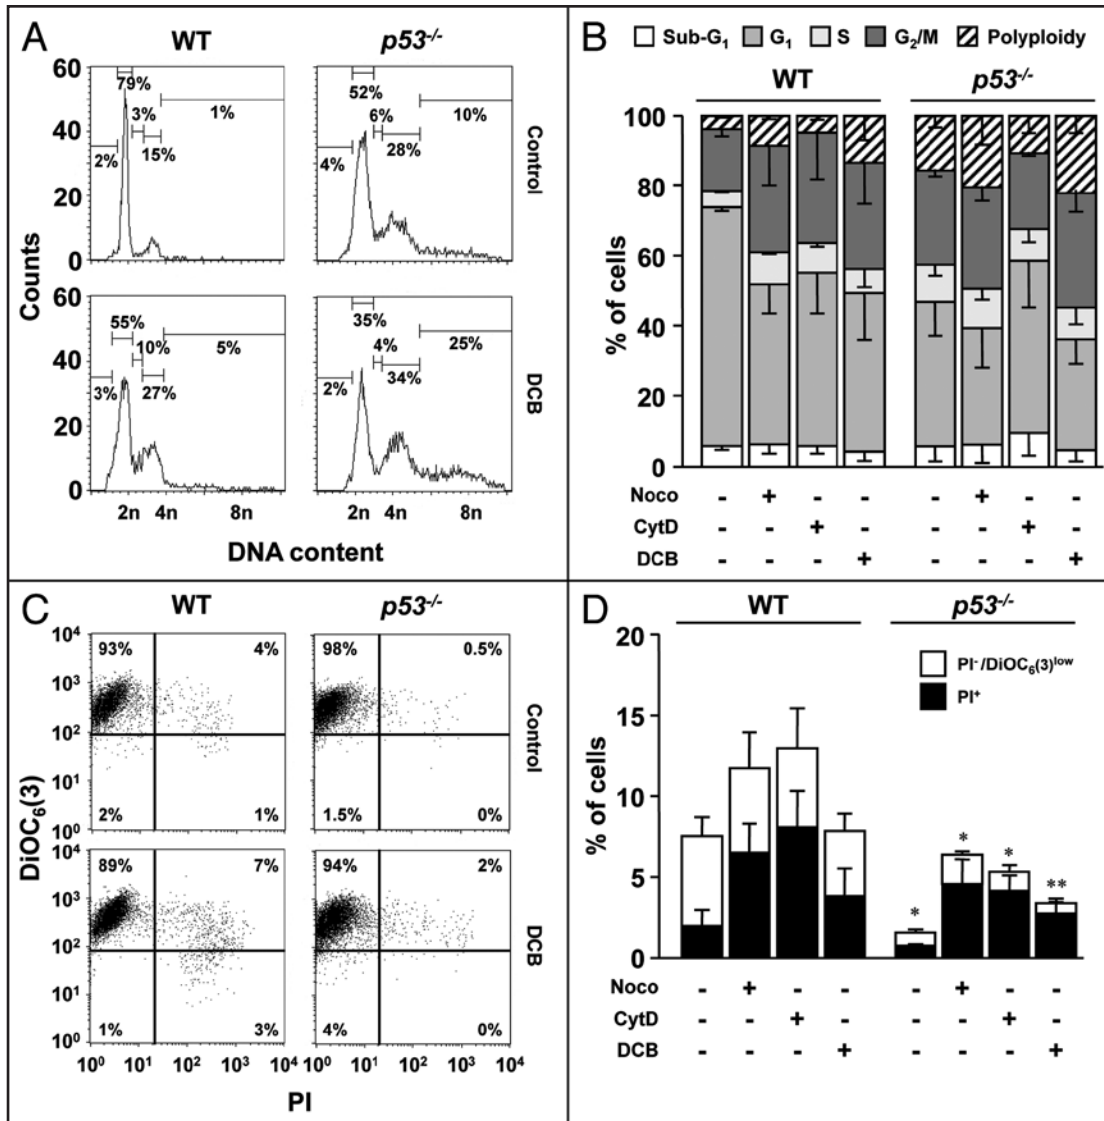 A
WT
p53-/-
60
40
20
0
79%
3%
1%
2%
15%
52%
6%
10%
4%
28%
Control
Counts
60
40
20
0
55%
10%
5%
3%
27%
35%
4%
25%
2%
34%
DCB
2n 4n 8n
2n 4n 8n
DNA content
B
Sub-G1 G1 S G2/M Polyploidy
WT
p53-/-
% of cells
100
80
60
40
20
0
Noco - + - - - + - -
CytD - - + - - - + -
DCB - - - + - - - +
C
WT
p53-/-
DiOC6(3)
10^4
10^3
10^2
10^1
10^0
93% 4%
2% 1%
98% 0.5%
1.5% 0%
Control
10^4
10^3
10^2
10^1
10^0
89% 7%
1% 3%
94% 2%
4% 0%
DCB
10^0 10^1 10^2 10^3 10^4
10^0 10^1 10^2 10^3 10^4
PI
D
WT
p53-/-
PI-/DiOC6(3)low
PI+
% of cells
20
15
10
5
0
* * * **
Noco - + - - - + - -
CytD - - + - - - + -
DCB - - - + - - - +